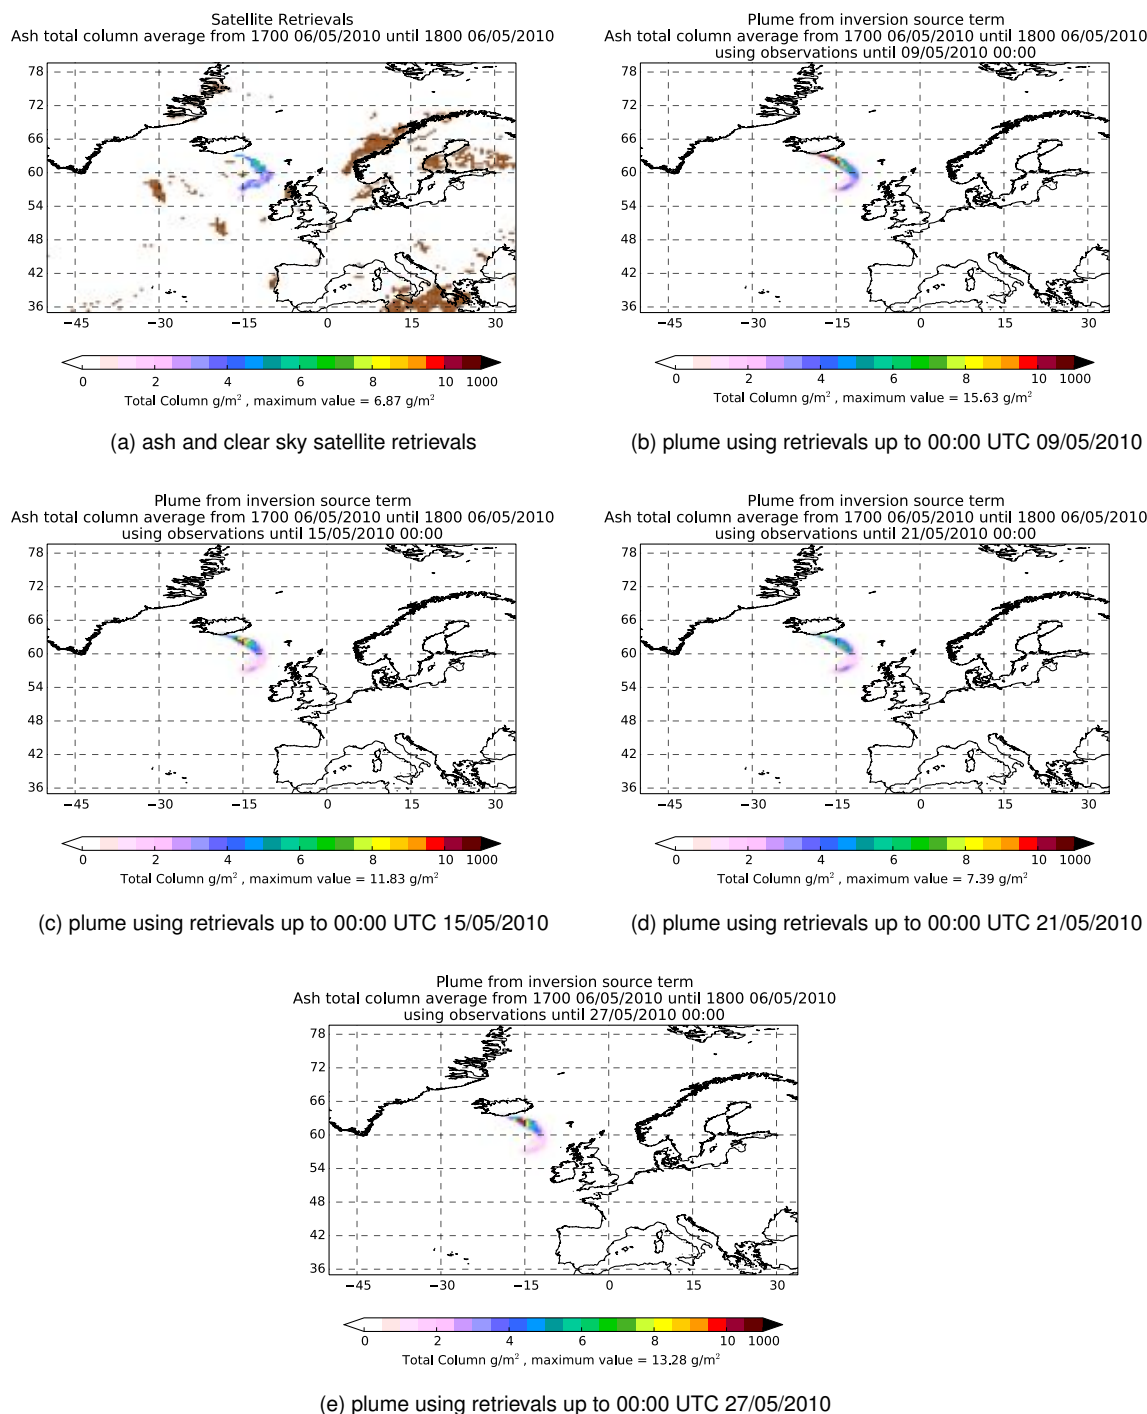 Satellite Retrievals
Ash total column average from 1700 06/05/2010 until 1800 06/05/2010
78
72
66
60
54
48
42
36
−45 −30 −15 0 15 30
0 2 4 6 8 10 1000
Total Column g/m² , maximum value = 6.87 g/m²
(a) ash and clear sky satellite retrievals
Plume from inversion source term
Ash total column average from 1700 06/05/2010 until 1800 06/05/2010
using observations until 09/05/2010 00:00
78
72
66
60
54
48
42
36
−45 −30 −15 0 15 30
0 2 4 6 8 10 1000
Total Column g/m² , maximum value = 15.63 g/m²
(b) plume using retrievals up to 00:00 UTC 09/05/2010
Plume from inversion source term
Ash total column average from 1700 06/05/2010 until 1800 06/05/2010
using observations until 15/05/2010 00:00
78
72
66
60
54
48
42
36
−45 −30 −15 0 15 30
0 2 4 6 8 10 1000
Total Column g/m² , maximum value = 11.83 g/m²
(c) plume using retrievals up to 00:00 UTC 15/05/2010
Plume from inversion source term
Ash total column average from 1700 06/05/2010 until 1800 06/05/2010
using observations until 21/05/2010 00:00
78
72
66
60
54
48
42
36
−45 −30 −15 0 15 30
0 2 4 6 8 10 1000
Total Column g/m² , maximum value = 7.39 g/m²
(d) plume using retrievals up to 00:00 UTC 21/05/2010
Plume from inversion source term
Ash total column average from 1700 06/05/2010 until 1800 06/05/2010
using observations until 27/05/2010 00:00
78
72
66
60
54
48
42
36
−45 −30 −15 0 15 30
0 2 4 6 8 10 1000
Total Column g/m² , maximum value = 13.28 g/m²
(e) plume using retrievals up to 00:00 UTC 27/05/2010